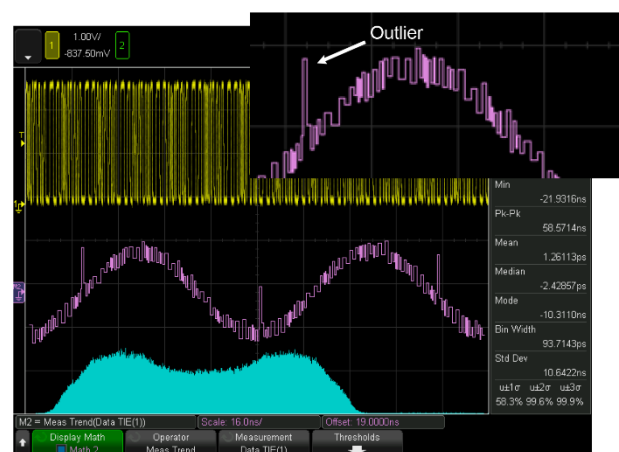 1 1.00V/ 2
-837.50mV
Outlier
T
Min
-21.9316ns
Pk-Pk
58.5714ns
Mean
1.26113ps
Median
-2.42857ps
Mode
-10.3110ns
Bin Width
93.7143ps
Std Dev
10.6422ns
u±1σ u±2σ u±3σ
58.3% 99.6% 99.9%
M2 = Meas Trend(Data TIE(1)) Scale: 16.0ns/ Offset: 19.0000ns
Display Math Operator Measurement Thresholds
Math 2 Meas Trend Data TIE(1)